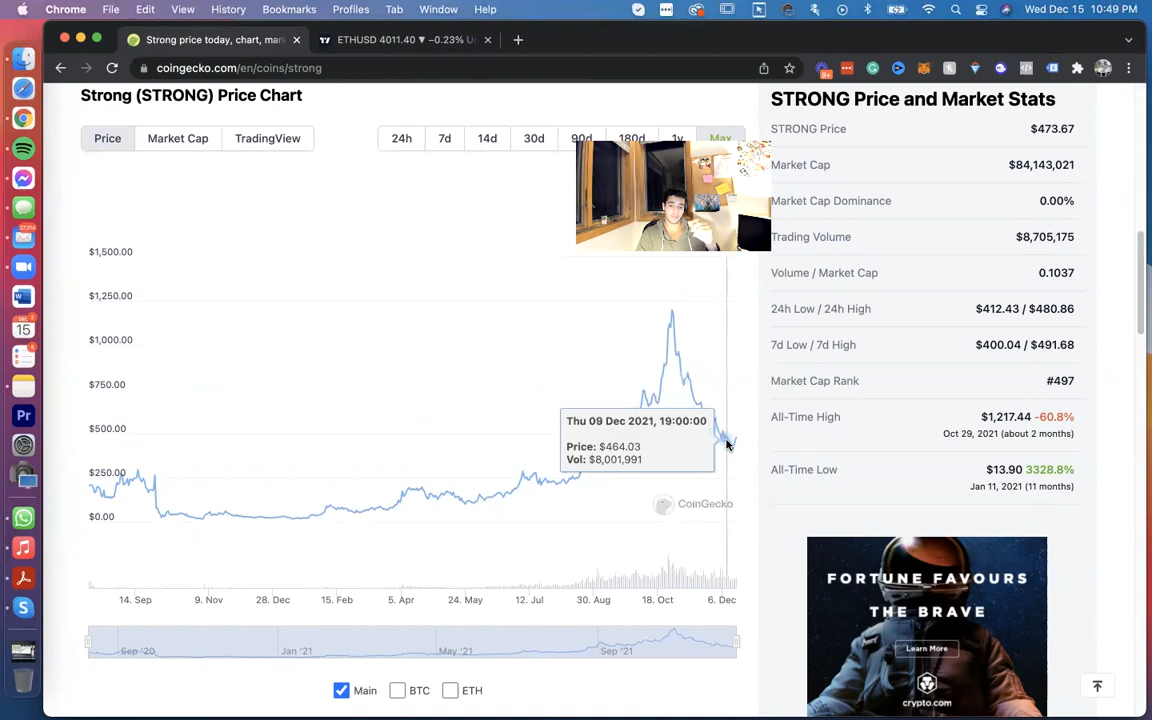 Chrome File Edit View History Bookmarks Profiles Tab Window Help Wed Dec 15 10:49 PM
Strong price today, chart, mar
ETHUSD 4011.40 ▼ −0.23% U
coingecko.com/en/coins/strong
9+
Strong (STRONG) Price Chart
Price Market Cap TradingView
24h 7d 14d 30d 90d 180d 1y Max
$1,500.00
$1,250.00
$1,000.00
$750.00
$500.00
$250.00
$0.00
Thu 09 Dec 2021, 19:00:00
Price: $464.03
Vol: $8,001,991
CoinGecko
14. Sep 9. Nov 28. Dec 15. Feb 5. Apr 24. May 12. Jul 30. Aug 18. Oct 6. Dec
Sep '20 Jan '21 May '21 Sep '21
Main BTC ETH
STRONG Price and Market Stats
STRONG Price $473.67
Market Cap $84,143,021
Market Cap Dominance 0.00%
Trading Volume $8,705,175
Volume / Market Cap 0.1037
24h Low / 24h High $412.43 / $480.86
7d Low / 7d High $400.04 / $491.68
Market Cap Rank #497
All-Time High $1,217.44 -60.8%
Oct 29, 2021 (about 2 months)
All-Time Low $13.90 3328.8%
Jan 11, 2021 (11 months)
FORTUNE FAVOURS
THE BRAVE
Learn More
crypto.com
DEC
15
Pr